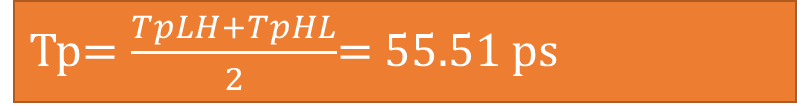 Tp= TpLH+TpHL/2 = 55.51 ps